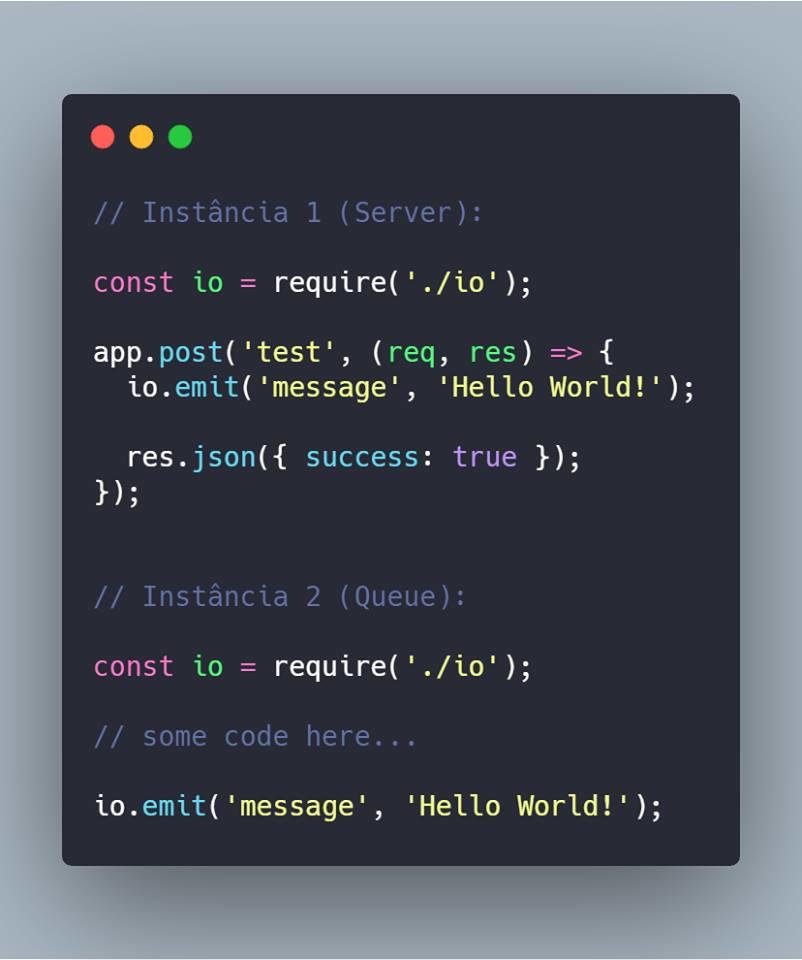 // Instância 1 (Server):
const io = require('./io');
app.post('test', (req, res) => {
  io.emit('message', 'Hello World!');
  res.json({ success: true });
});
// Instância 2 (Queue):
const io = require('./io');
// some code here...
io.emit('message', 'Hello World!');